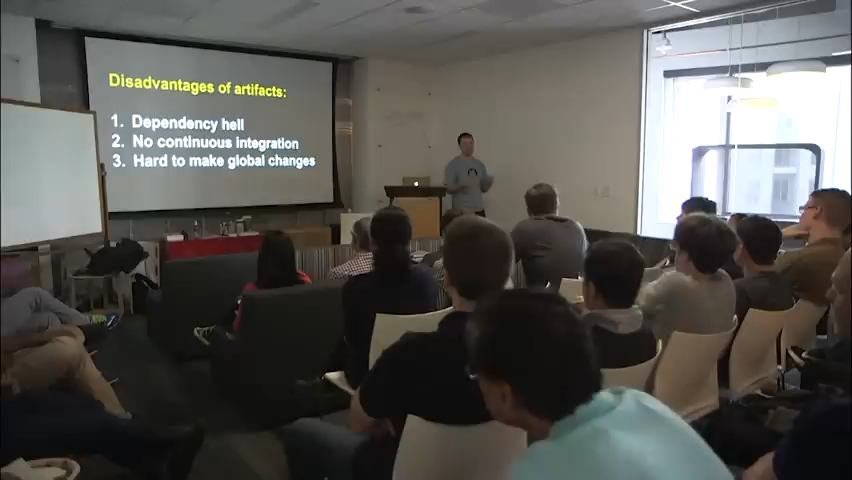 Disadvantages of artifacts:
1. Dependency hell
2. No continuous integration
3. Hard to make global changes